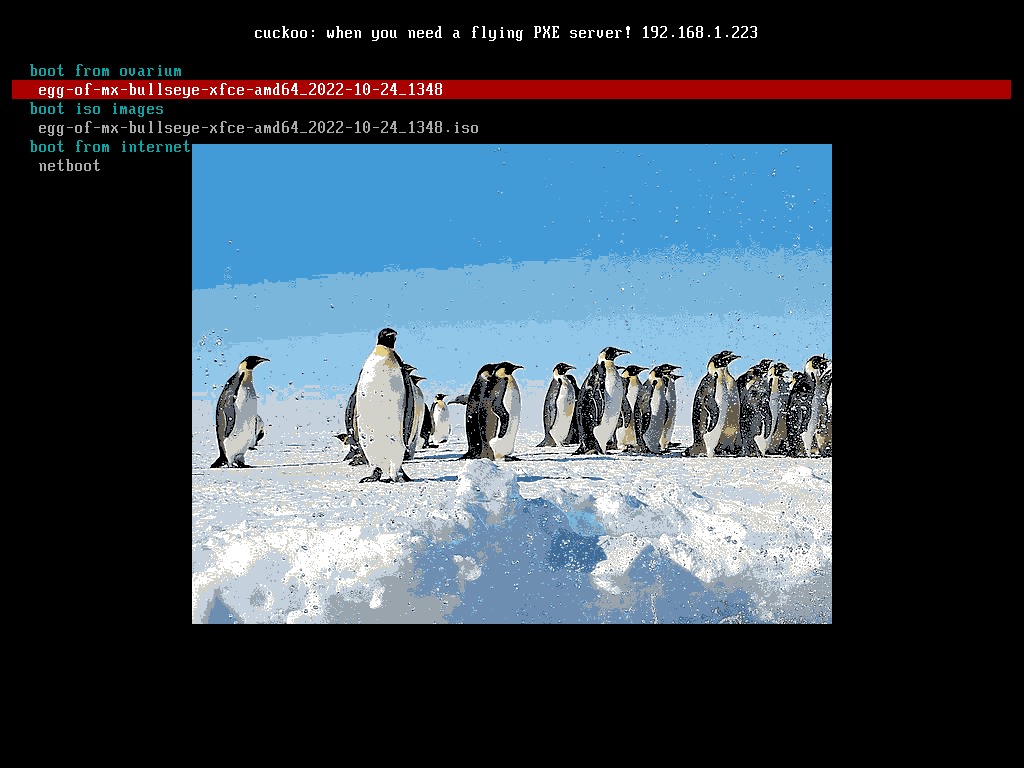 cuckoo: when you need a flying PXE server! 192.168.1.223
boot from ovarium
egg-of-mx-bullseye-xfce-amd64_2022-10-24_1348
boot iso images
egg-of-mx-bullseye-xfce-amd64_2022-10-24_1348.iso
boot from internet
netboot